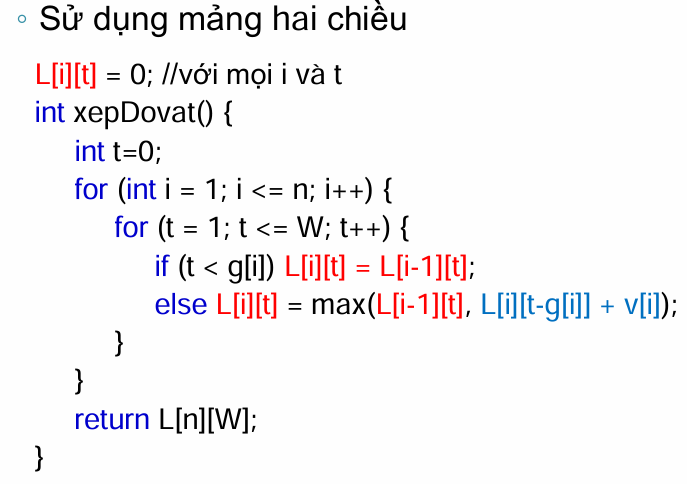 ◦ Sử dụng mảng hai chiều
L[i][t] = 0; //với mọi i và t
int xepDovat() {
int t=0;
for (int i = 1; i <= n; i++) {
for (t = 1; t <= W; t++) {
if (t < g[i]) L[i][t] = L[i-1][t];
else L[i][t] = max(L[i-1][t], L[i][t-g[i]] + v[i]);
}
}
return L[n][W];
}